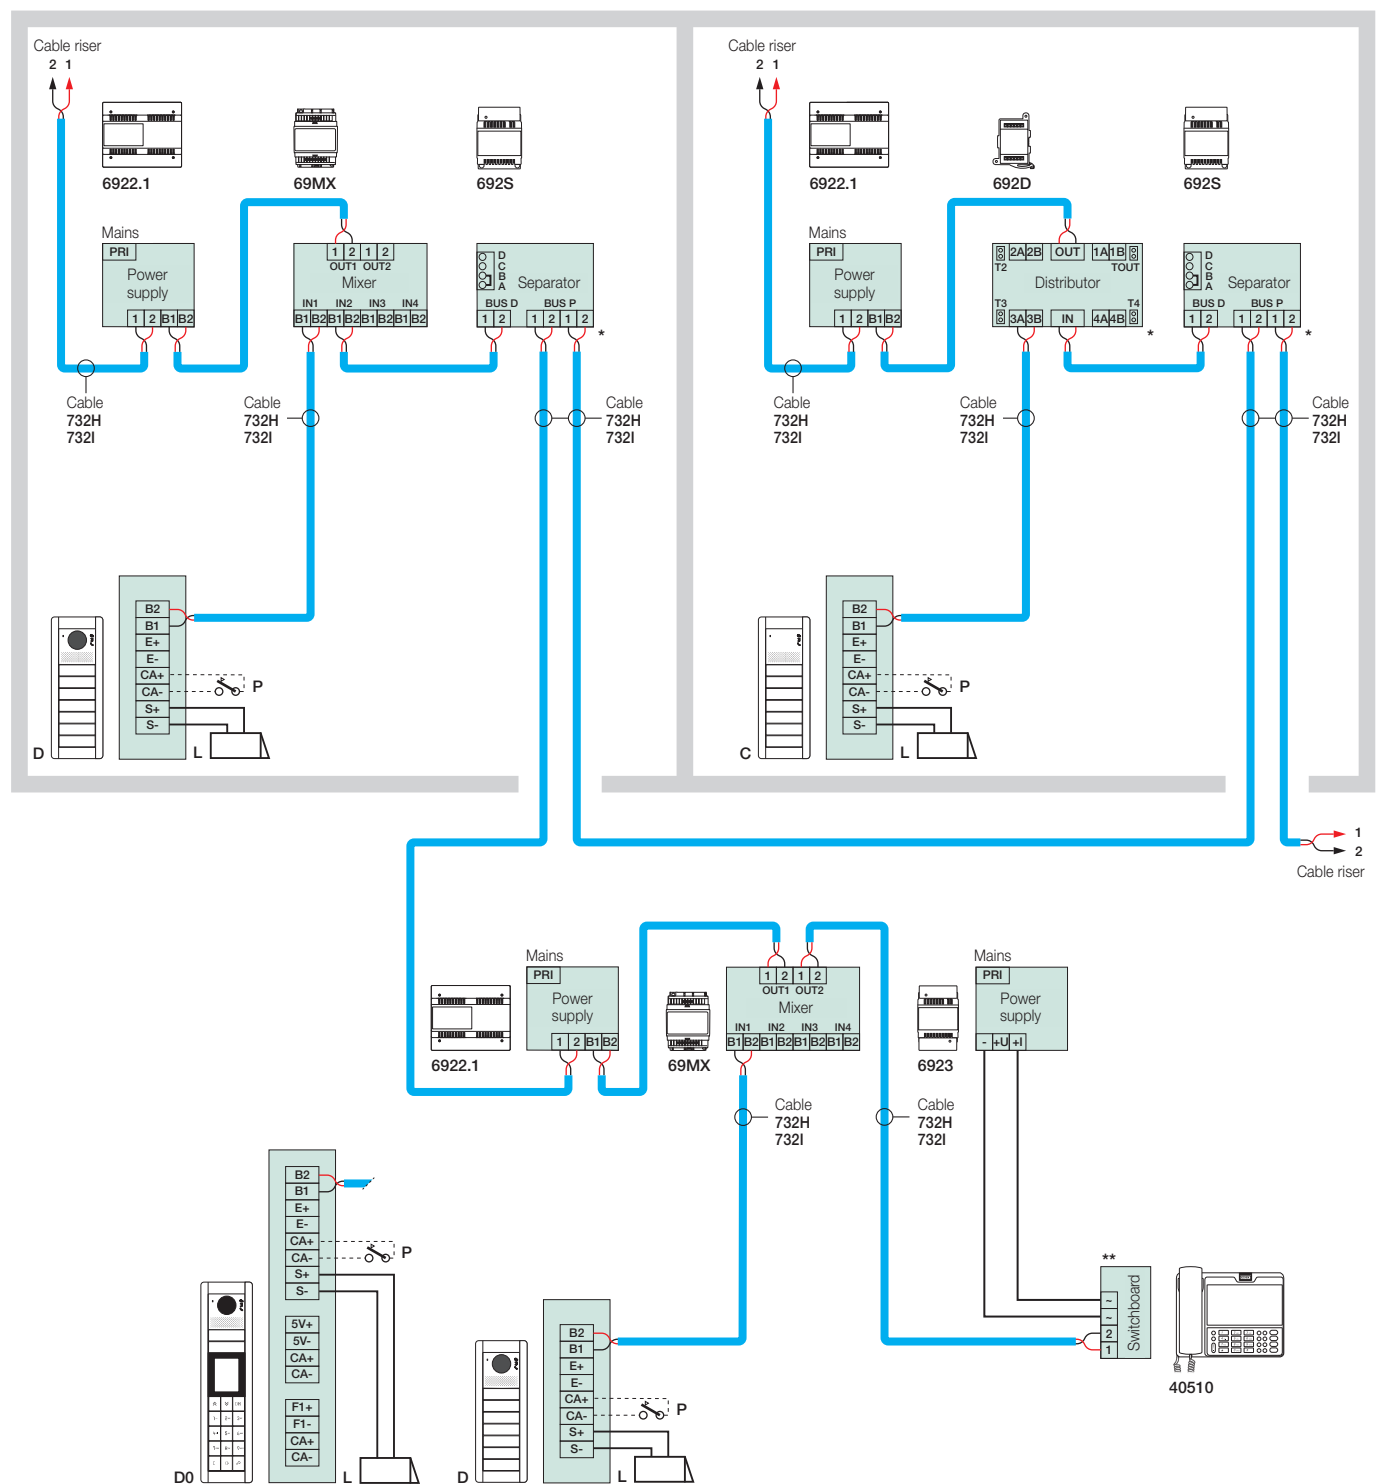 Cable riser
2 1
6922.1
69MX
692S
Mains
PRI
Power
supply
1 2 B1 B2
1 2 1 2
OUT1 OUT2
Mixer
IN1 IN2 IN3 IN4
B1 B2 B1 B2 B1 B2 B1 B2
D
C
B
A
Separator
BUS D BUS P
1 2 1 2 1 2
*
Cable
732H
732I
Cable
732H
732I
Cable
732H
732I
B2
B1
E+
E-
CA+
CA-
S+
S-
P
D
L
Cable riser
2 1
6922.1
692D
692S
Mains
PRI
Power
supply
1 2 B1 B2
2A 2B OUT 1A 1B
T2 TOUT
Distributor
T3 T4
3A 3B IN 4A 4B
*
D
C
B
A
Separator
BUS D BUS P
1 2 1 2 1 2
*
Cable
732H
732I
Cable
732H
732I
Cable
732H
732I
B2
B1
E+
E-
CA+
CA-
S+
S-
P
C
L
1
2
Cable riser
Mains
PRI
Power
supply
1 2 B1 B2
6922.1
1 2 1 2
OUT1 OUT2
Mixer
IN1 IN2 IN3 IN4
B1 B2 B1 B2 B1 B2 B1 B2
69MX
Mains
PRI
Power
supply
- +U +I
6923
Cable
732H
732I
Cable
732H
732I
B2
B1
E+
E-
CA+
CA-
S+
S-
5V+
5V-
CA+
CA-
F1+
F1-
CA+
CA-
P
D0
L
B2
B1
E+
E-
CA+
CA-
S+
S-
P
D
L
**
~
~
2
1
Switchboard
40510